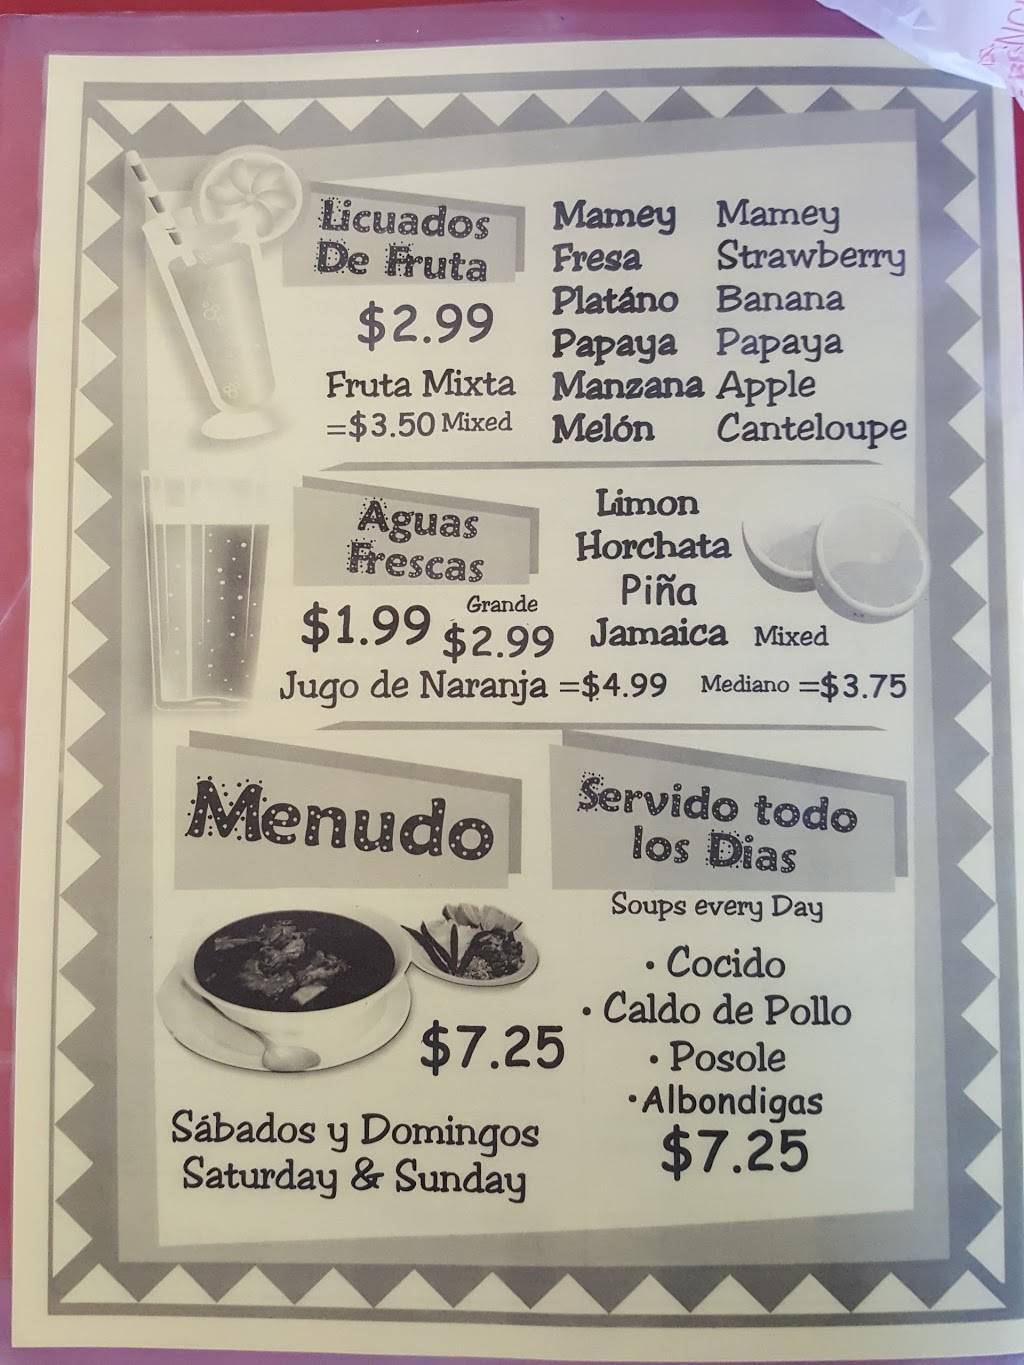 Licuados
De Fruta
$2.99
Fruta Mixta
=$3.50 Mixed
Mamey Mamey
Fresa Strawberry
Platáno Banana
Papaya Papaya
Manzana Apple
Melón Canteloupe
Aguas
Frescas
$1.99 Grande $2.99
Limon
Horchata
Piña
Jamaica Mixed
Jugo de Naranja =$4.99 Mediano =$3.75
Menudo
$7.25
Sábados y Domingos
Saturday & Sunday
Servido todo
los Dias
Soups every Day
• Cocido
• Caldo de Pollo
• Posole
• Albondigas
$7.25